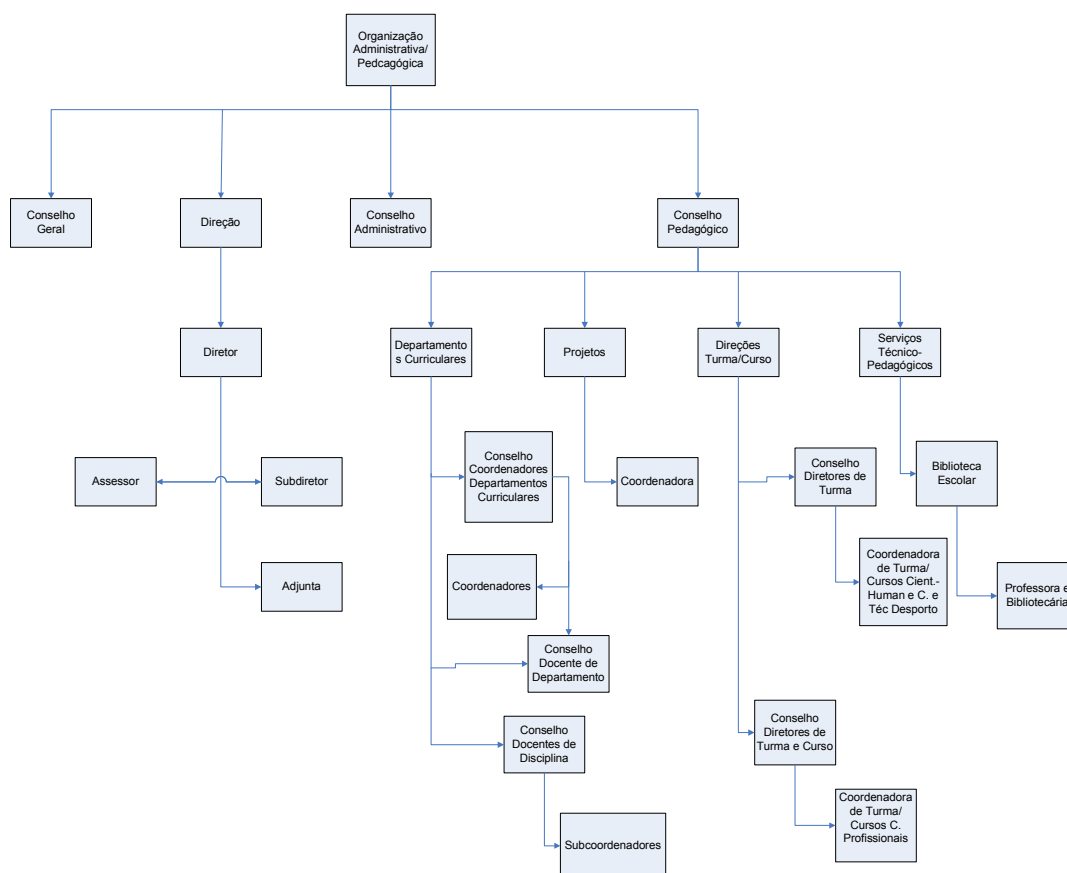 Organização
Administrativa/
Pedcagógica
Conselho
Geral
Direção
Conselho
Administrativo
Conselho
Pedagógico
Diretor
Departamento
s Curriculares
Projetos
Direções
Turma/Curso
Serviços
Técnico-
Pedagógicos
Assessor
Subdiretor
Conselho
Coordenadores
Departamentos
Curriculares
Coordenadora
Conselho
Diretores de
Turma
Biblioteca
Escolar
Adjunta
Coordenadores
Coordenadora
de Turma/
Cursos Cient.-
Human e C. e
Téc Desporto
Professora e
Bibliotecária
Conselho
Docente de
Departamento
Conselho
Docentes de
Disciplina
Conselho
Diretores de
Turma e Curso
Subcoordenadores
Coordenadora
de Turma/
Cursos C.
Profissionais